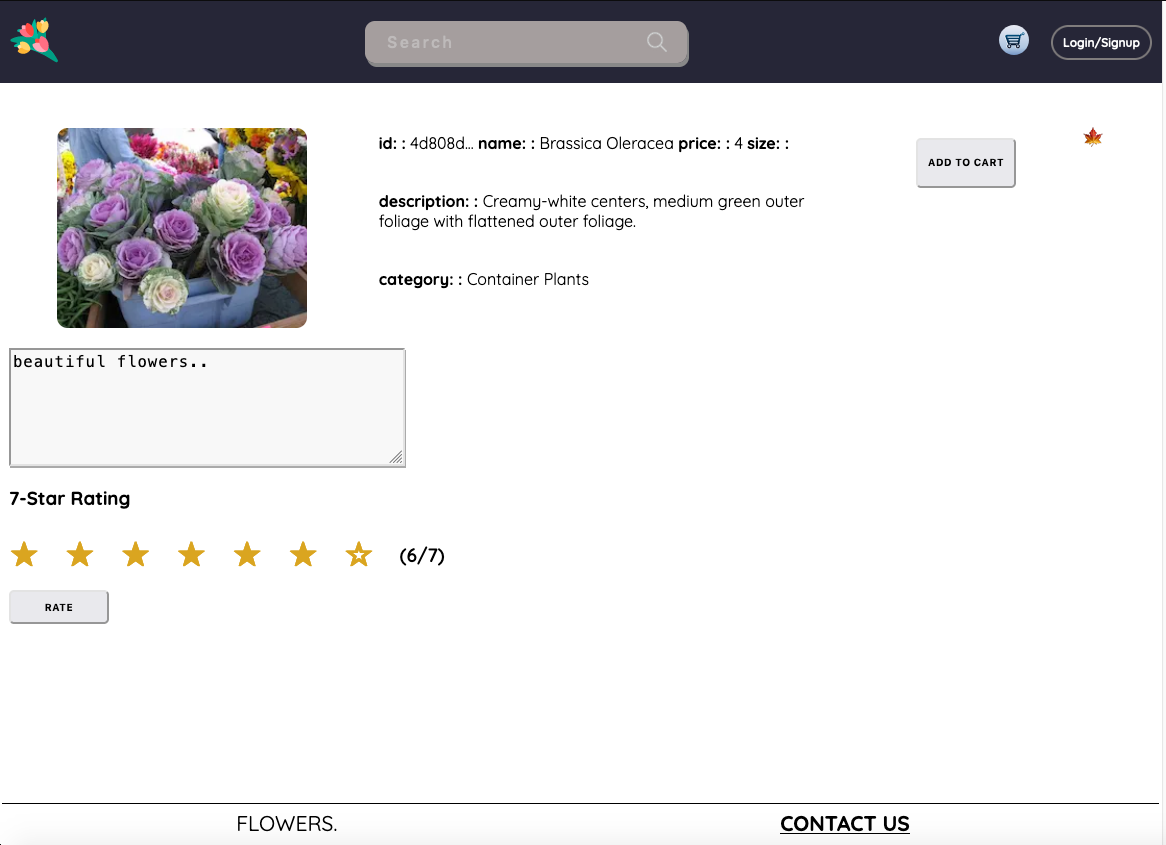 Search
Login/Signup
id: : 4d808d... name: : Brassica Oleracea price: : 4 size: :
ADD TO CART
description: : Creamy-white centers, medium green outer
foliage with flattened outer foliage.
category: : Container Plants
beautiful flowers..
7-Star Rating
(6/7)
RATE
FLOWERS.
CONTACT US